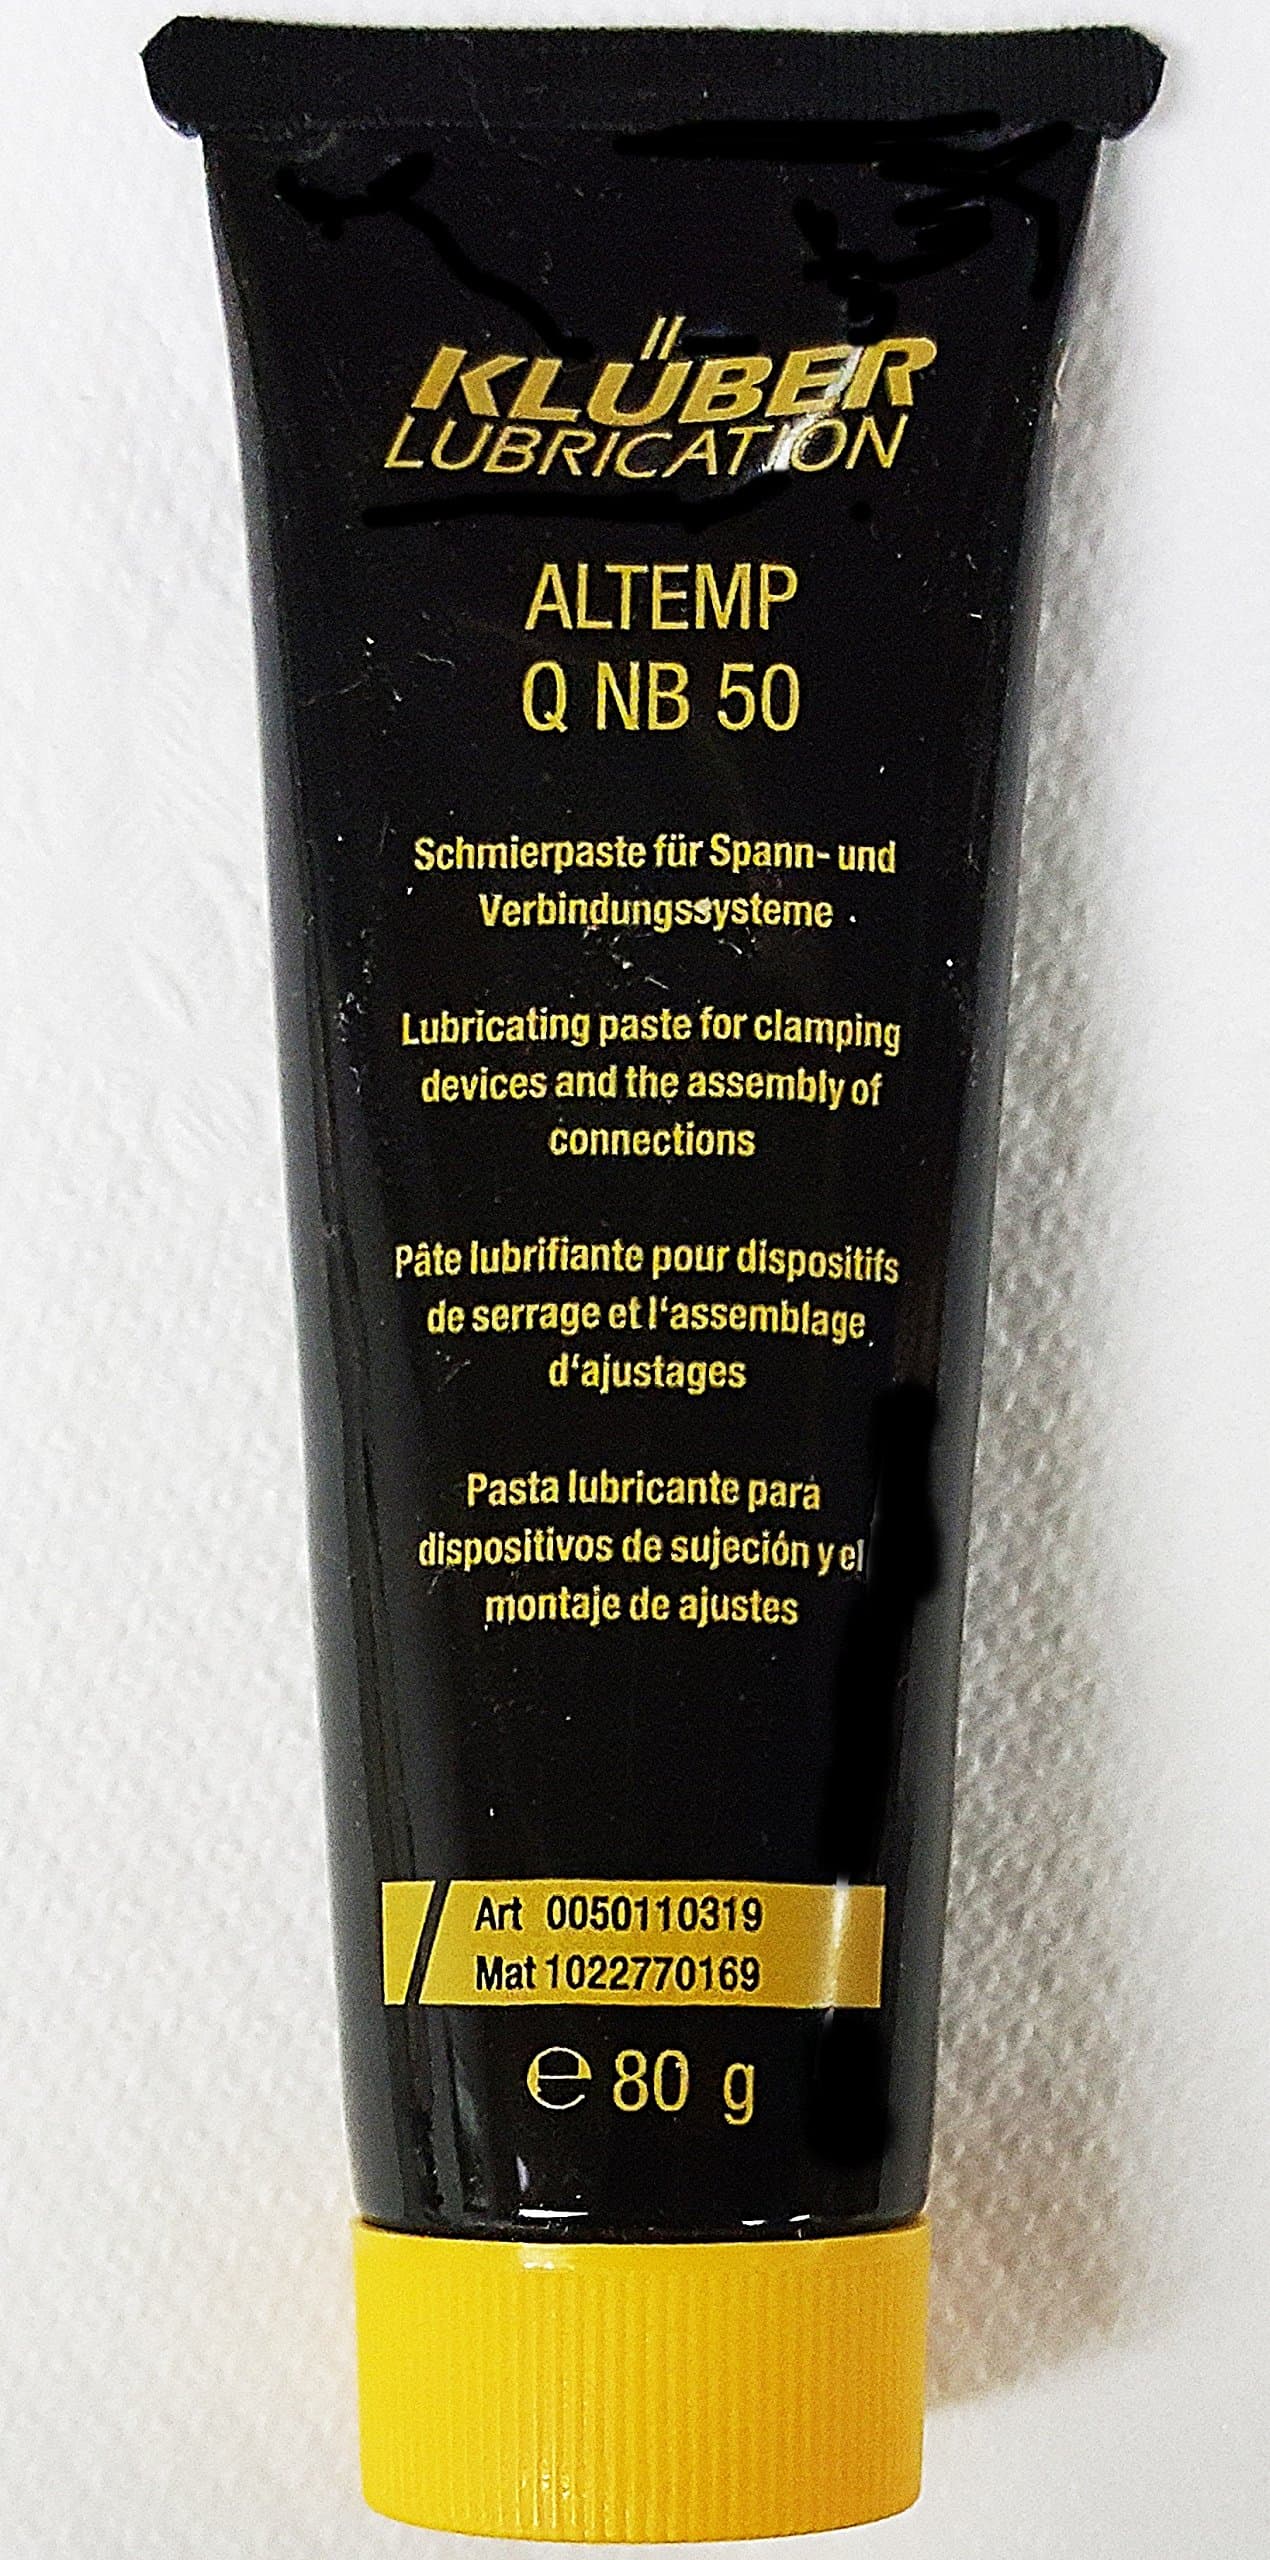 KLÜBER
LUBRICATION
ALTEMP
Q NB 50
Schmierpaste für Spann- und
Verbindungssysteme
Lubricating paste for clamping
devices and the assembly of
connections
Pâte lubrifiante pour dispositifs
de serrage et l‘assemblage
d‘ajustages
Pasta lubricante para
dispositivos de sujeción y el
montaje de ajustes
Art 0050110319
Mat 1022770169
℮ 80 g